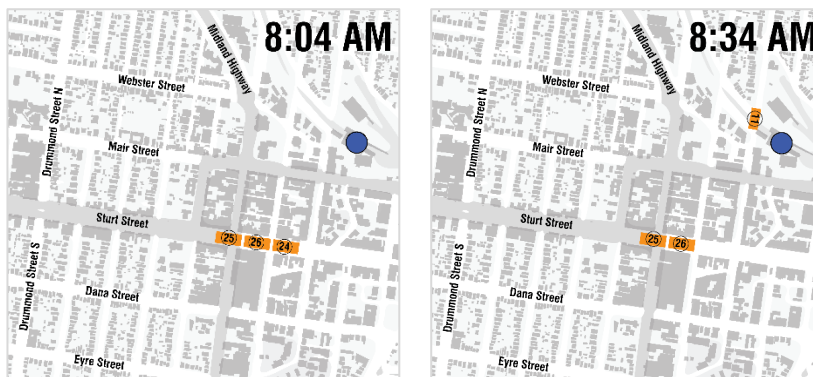 8:04 AM
Midland Highway
Webster Street
Drummond Street N
Mair Street
Sturt Street
25
26
24
Drummond Street S
Dana Street
Eyre Street
8:34 AM
Midland Highway
Webster Street
11
Drummond Street N
Mair Street
Sturt Street
25
26
Drummond Street S
Dana Street
Eyre Street